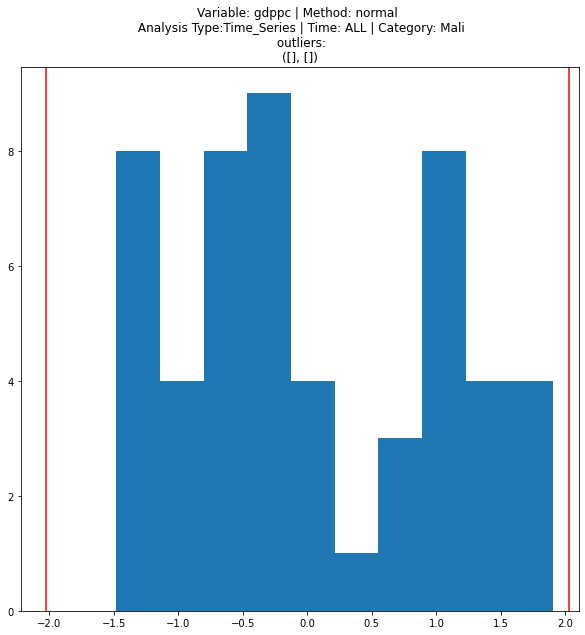 Variable: gdppc | Method: normal
Analysis Type:Time_Series | Time: ALL | Category: Mali
outliers:
([], [])
8
6
4
2
0
−2.0 −1.5 −1.0 −0.5 0.0 0.5 1.0 1.5 2.0